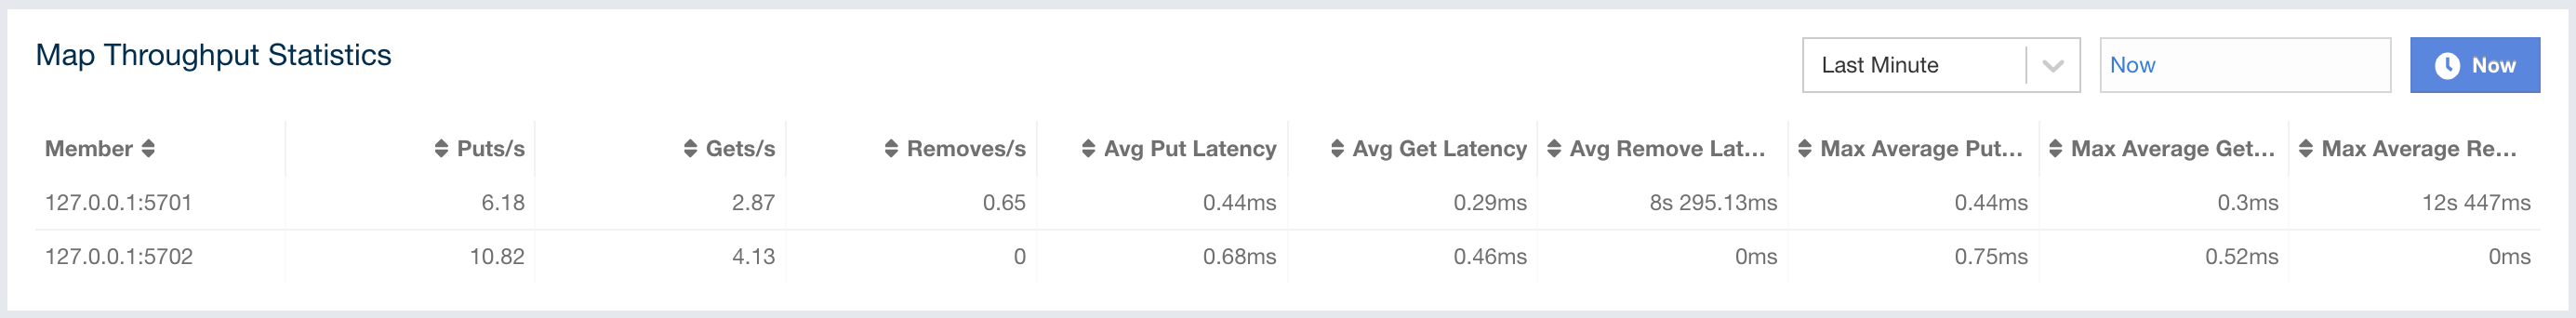 Map Throughput Statistics
Last Minute
Now
Now
Member Puts/s Gets/s Removes/s Avg Put Latency Avg Get Latency Avg Remove Lat... Max Average Put... Max Average Get... Max Average Re...
127.0.0.1:5701 6.18 2.87 0.65 0.44ms 0.29ms 8s 295.13ms 0.44ms 0.3ms 12s 447ms
127.0.0.1:5702 10.82 4.13 0 0.68ms 0.46ms 0ms 0.75ms 0.52ms 0ms